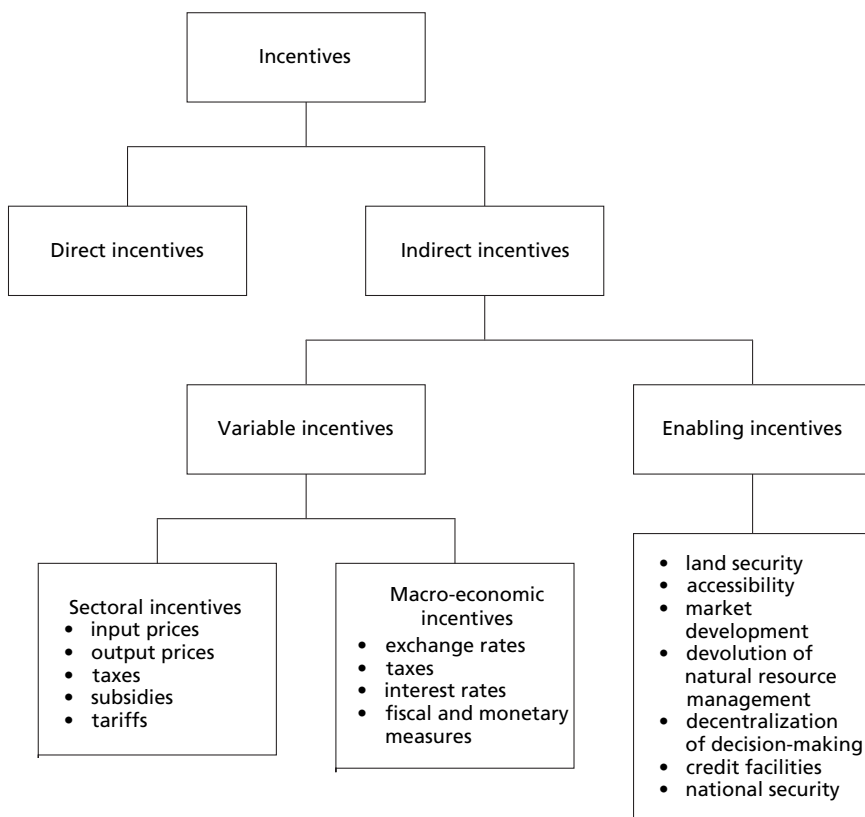 Incentives
Direct incentives
Indirect incentives
Variable incentives
Enabling incentives
Sectoral incentives
• input prices
• output prices
• taxes
• subsidies
• tariffs
Macro-economic
incentives
• exchange rates
• taxes
• interest rates
• fiscal and monetary
measures
• land security
• accessibility
• market
development
• devolution of
natural resource
management
• decentralization
of decision-making
• credit facilities
• national security